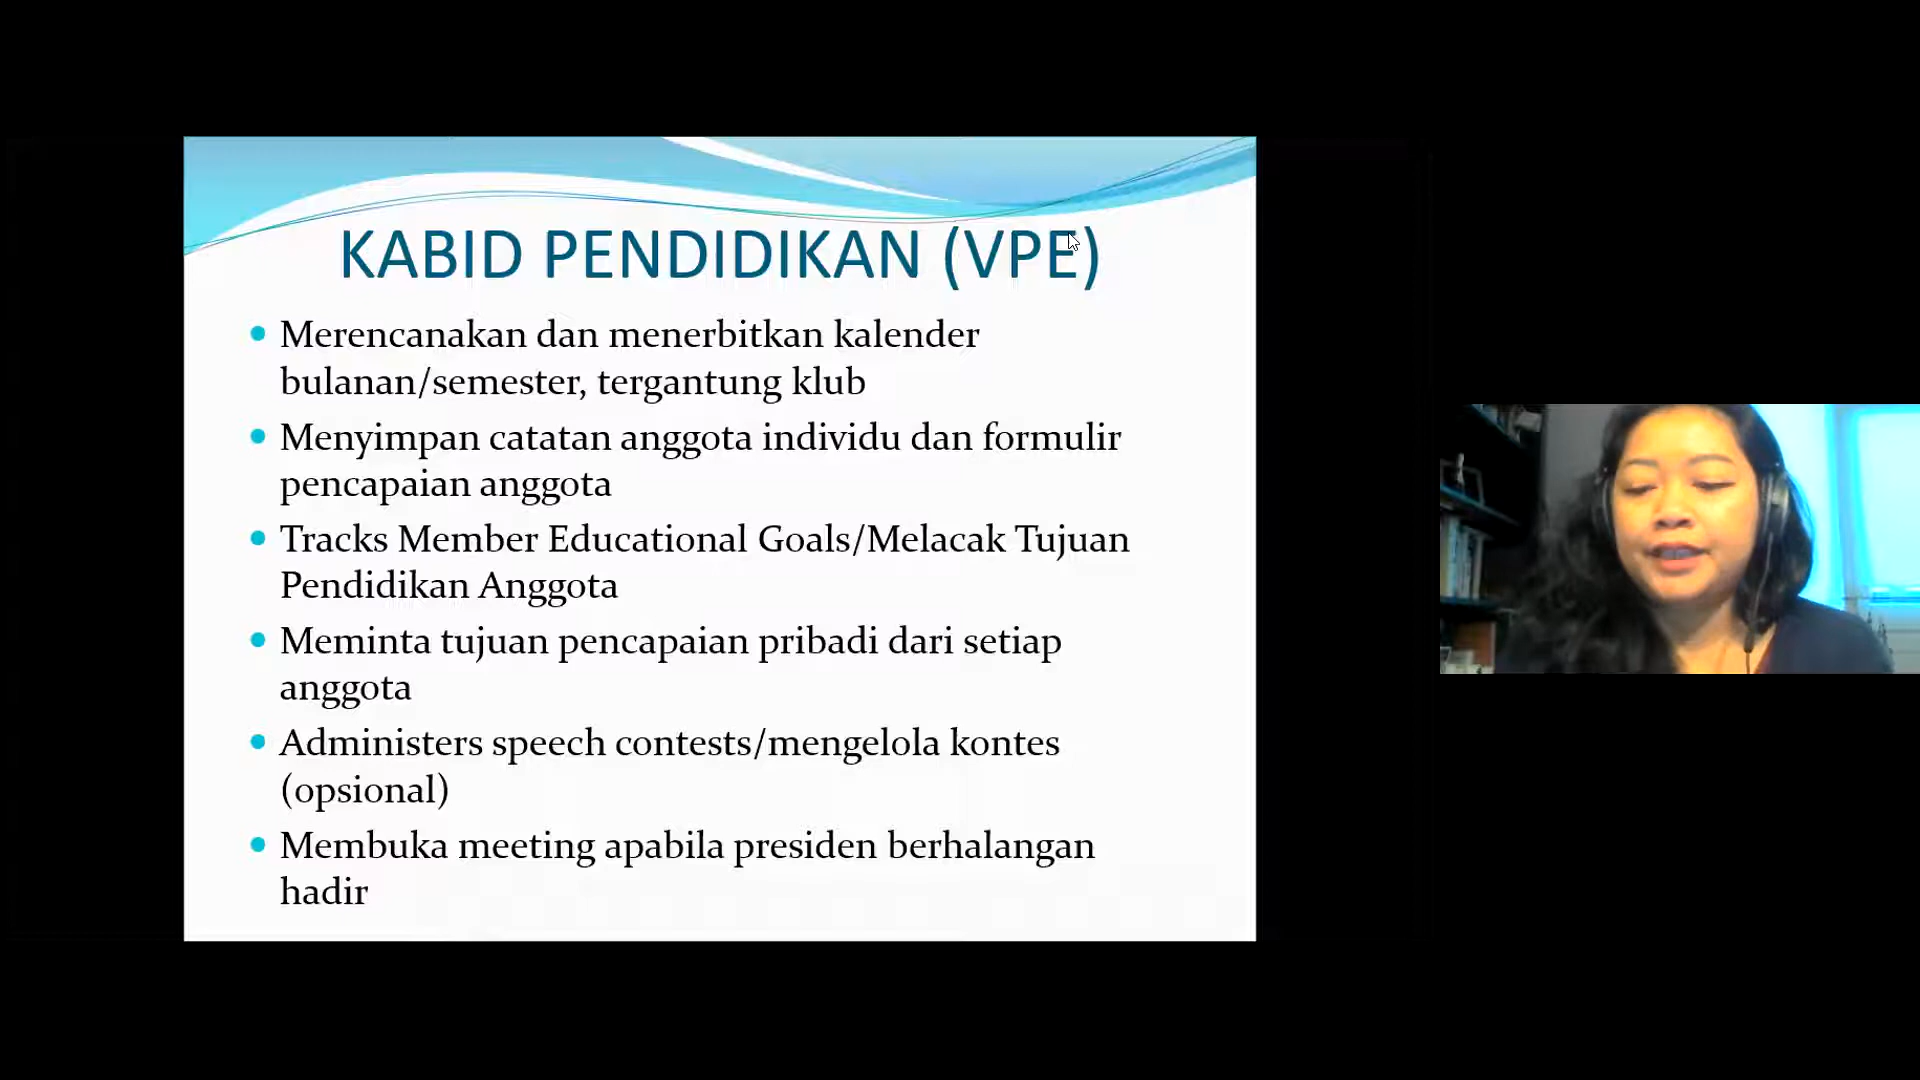 KABID PENDIDIKAN (VPE)
Merencanakan dan menerbitkan kalender
bulanan/semester, tergantung klub
Menyimpan catatan anggota individu dan formulir
pencapaian anggota
Tracks Member Educational Goals/Melacak Tujuan
Pendidikan Anggota
Meminta tujuan pencapaian pribadi dari setiap
anggota
Administers speech contests/mengelola kontes
(opsional)
Membuka meeting apabila presiden berhalangan
hadir